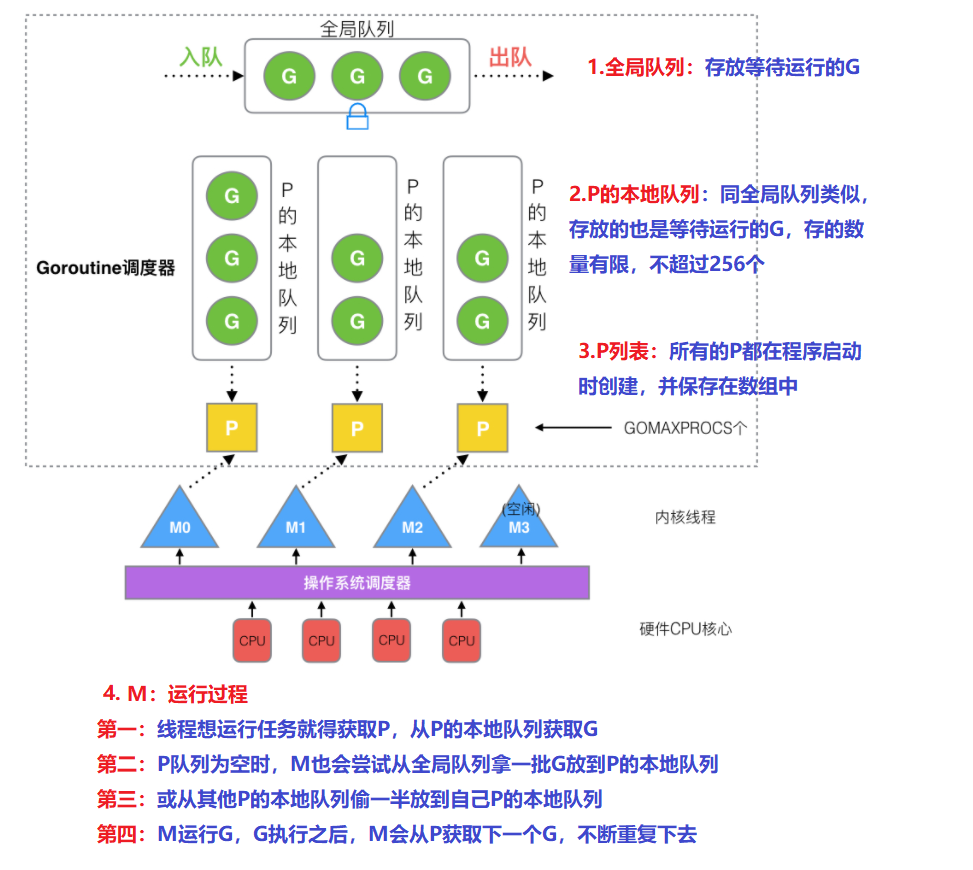 全局队列
入队
出队
G
G
G
1.全局队列：存放等待运行的G
G
G
G
P的本地队列
G
G
P的本地队列
G
G
P的本地队列
2.P的本地队列：同全局队列类似，
存放的也是等待运行的G，存的数
量有限，不超过256个
Goroutine调度器
3.P列表：所有的P都在程序启动
时创建，并保存在数组中
P
P
P
GOMAXPROCS个
M0
M1
M2
(空闲)
M3
内核线程
操作系统调度器
CPU
CPU
CPU
CPU
硬件CPU核心
4. M：运行过程
第一：线程想运行任务就得获取P，从P的本地队列获取G
第二：P队列为空时，M也会尝试从全局队列拿一批G放到P的本地队列
第三：或从其他P的本地队列偷一半放到自己P的本地队列
第四：M运行G，G执行之后，M会从P获取下一个G，不断重复下去